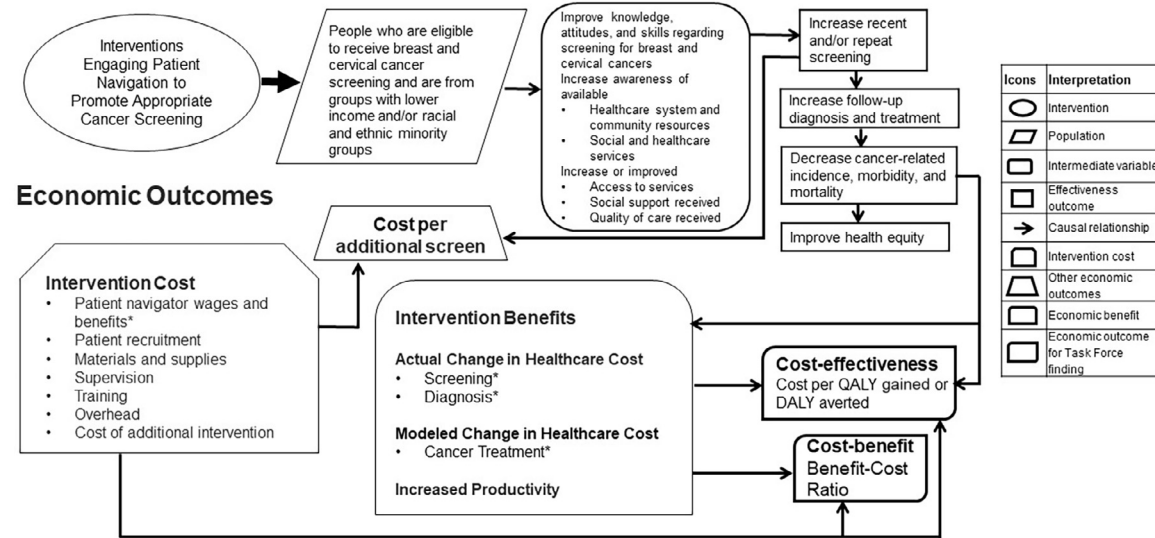 Interventions
Engaging Patient
Navigation to
Promote Appropriate
Cancer Screening
People who are eligible
to receive breast and
cervical cancer
screening and are from
groups with lower
income and/or racial
and ethnic minority
groups
Improve knowledge,
attitudes, and skills regarding
screening for breast and
cervical cancers
Increase awareness of
available
• Healthcare system and
community resources
• Social and healthcare
services
Increase or improved
• Access to services
• Social support received
• Quality of care received
Increase recent
and/or repeat
screening
Increase follow-up
diagnosis and treatment
Decrease cancer-related
incidence, morbidity, and
mortality
Improve health equity
Icons Interpretation
Intervention
Population
Intermediate variable
Effectiveness
outcome
Causal relationship
Intervention cost
Other economic
outcomes
Economic benefit
Economic outcome
for Task Force
finding
Economic Outcomes
Cost per
additional screen
Intervention Cost
• Patient navigator wages and
benefits*
• Patient recruitment
• Materials and supplies
• Supervision
• Training
• Overhead
• Cost of additional intervention
Intervention Benefits
Actual Change in Healthcare Cost
• Screening*
• Diagnosis*
Modeled Change in Healthcare Cost
• Cancer Treatment*
Increased Productivity
Cost-effectiveness
Cost per QALY gained or
DALY averted
Cost-benefit
Benefit-Cost
Ratio